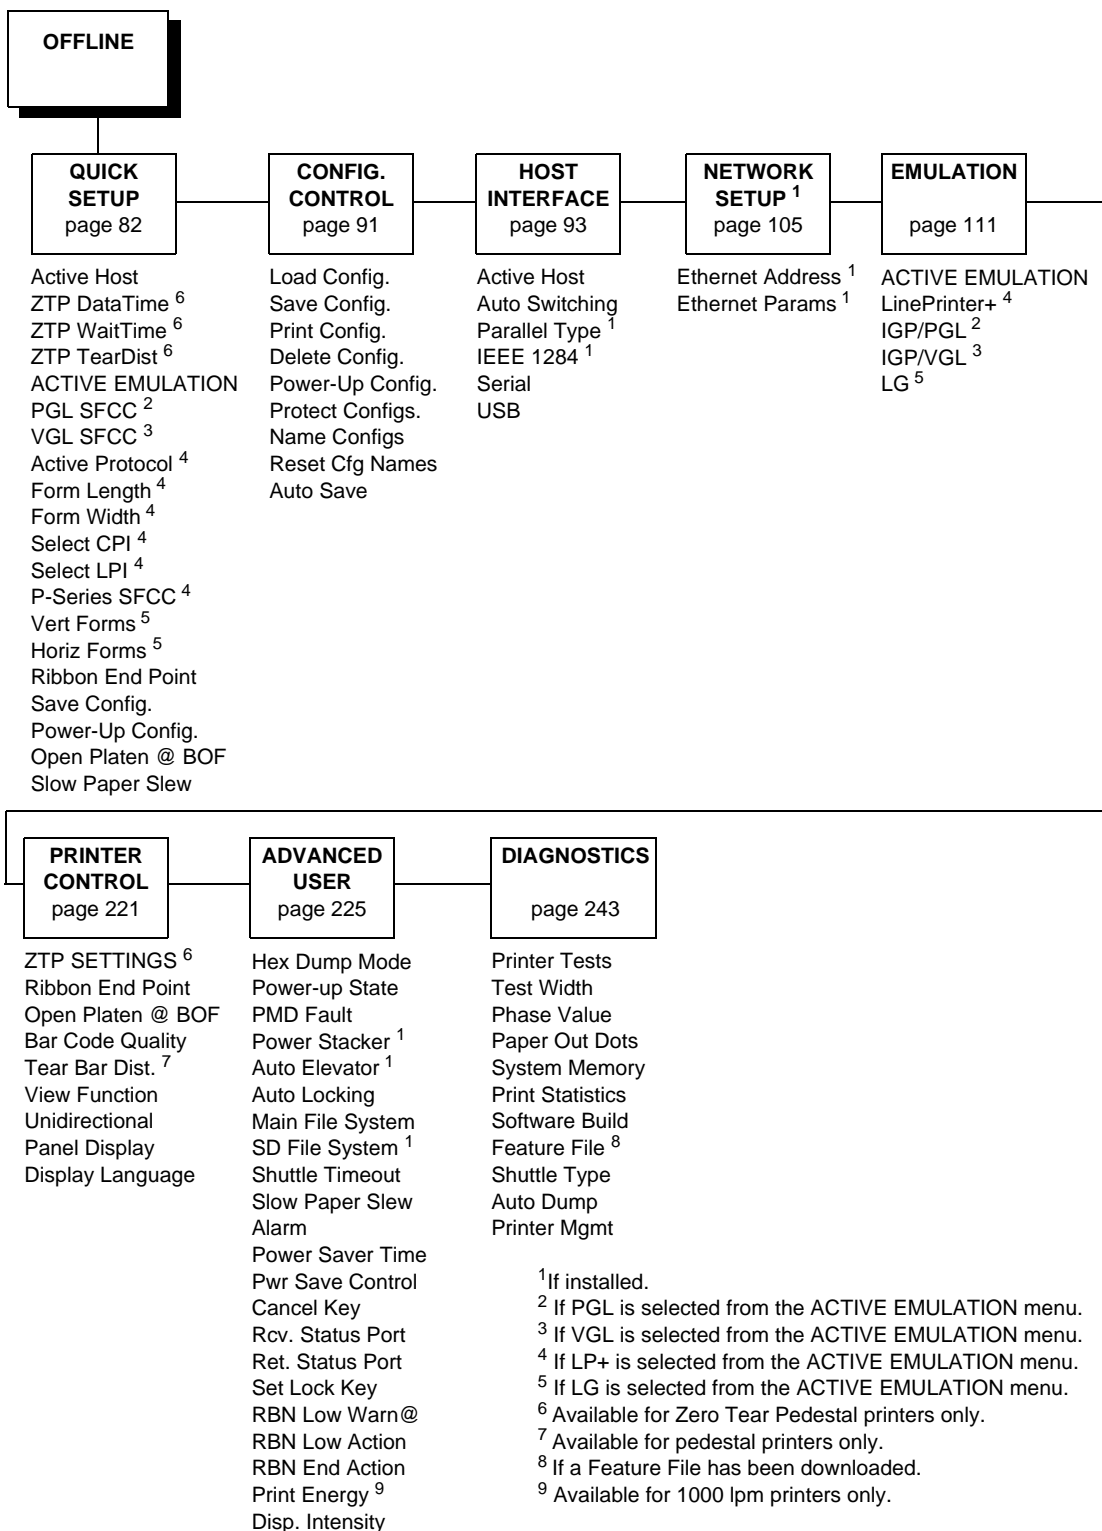 OFFLINE
QUICK
SETUP
page 82
Active Host
ZTP DataTime 6
ZTP WaitTime 6
ZTP TearDist 6
ACTIVE EMULATION
PGL SFCC 2
VGL SFCC 3
Active Protocol 4
Form Length 4
Form Width 4
Select CPI 4
Select LPI 4
P-Series SFCC 4
Vert Forms 5
Horiz Forms 5
Ribbon End Point
Save Config.
Power-Up Config.
Open Platen @ BOF
Slow Paper Slew
CONFIG.
CONTROL
page 91
Load Config.
Save Config.
Print Config.
Delete Config.
Power-Up Config.
Protect Configs.
Name Configs
Reset Cfg Names
Auto Save
HOST
INTERFACE
page 93
Active Host
Auto Switching
Parallel Type 1
IEEE 1284 1
Serial
USB
NETWORK
SETUP 1
page 105
Ethernet Address 1
Ethernet Params 1
EMULATION
page 111
ACTIVE EMULATION
LinePrinter+ 4
IGP/PGL 2
IGP/VGL 3
LG 5
PRINTER
CONTROL
page 221
ZTP SETTINGS 6
Ribbon End Point
Open Platen @ BOF
Bar Code Quality
Tear Bar Dist. 7
View Function
Unidirectional
Panel Display
Display Language
ADVANCED
USER
page 225
Hex Dump Mode
Power-up State
PMD Fault
Power Stacker 1
Auto Elevator 1
Auto Locking
Main File System
SD File System 1
Shuttle Timeout
Slow Paper Slew
Alarm
Power Saver Time
Pwr Save Control
Cancel Key
Rcv. Status Port
Ret. Status Port
Set Lock Key
RBN Low Warn@
RBN Low Action
RBN End Action
Print Energy 9
Disp. Intensity
DIAGNOSTICS
page 243
Printer Tests
Test Width
Phase Value
Paper Out Dots
System Memory
Print Statistics
Software Build
Feature File 8
Shuttle Type
Auto Dump
Printer Mgmt
1If installed.
2 If PGL is selected from the ACTIVE EMULATION menu.
3 If VGL is selected from the ACTIVE EMULATION menu.
4 If LP+ is selected from the ACTIVE EMULATION menu.
5 If LG is selected from the ACTIVE EMULATION menu.
6 Available for Zero Tear Pedestal printers only.
7 Available for pedestal printers only.
8 If a Feature File has been downloaded.
9 Available for 1000 lpm printers only.